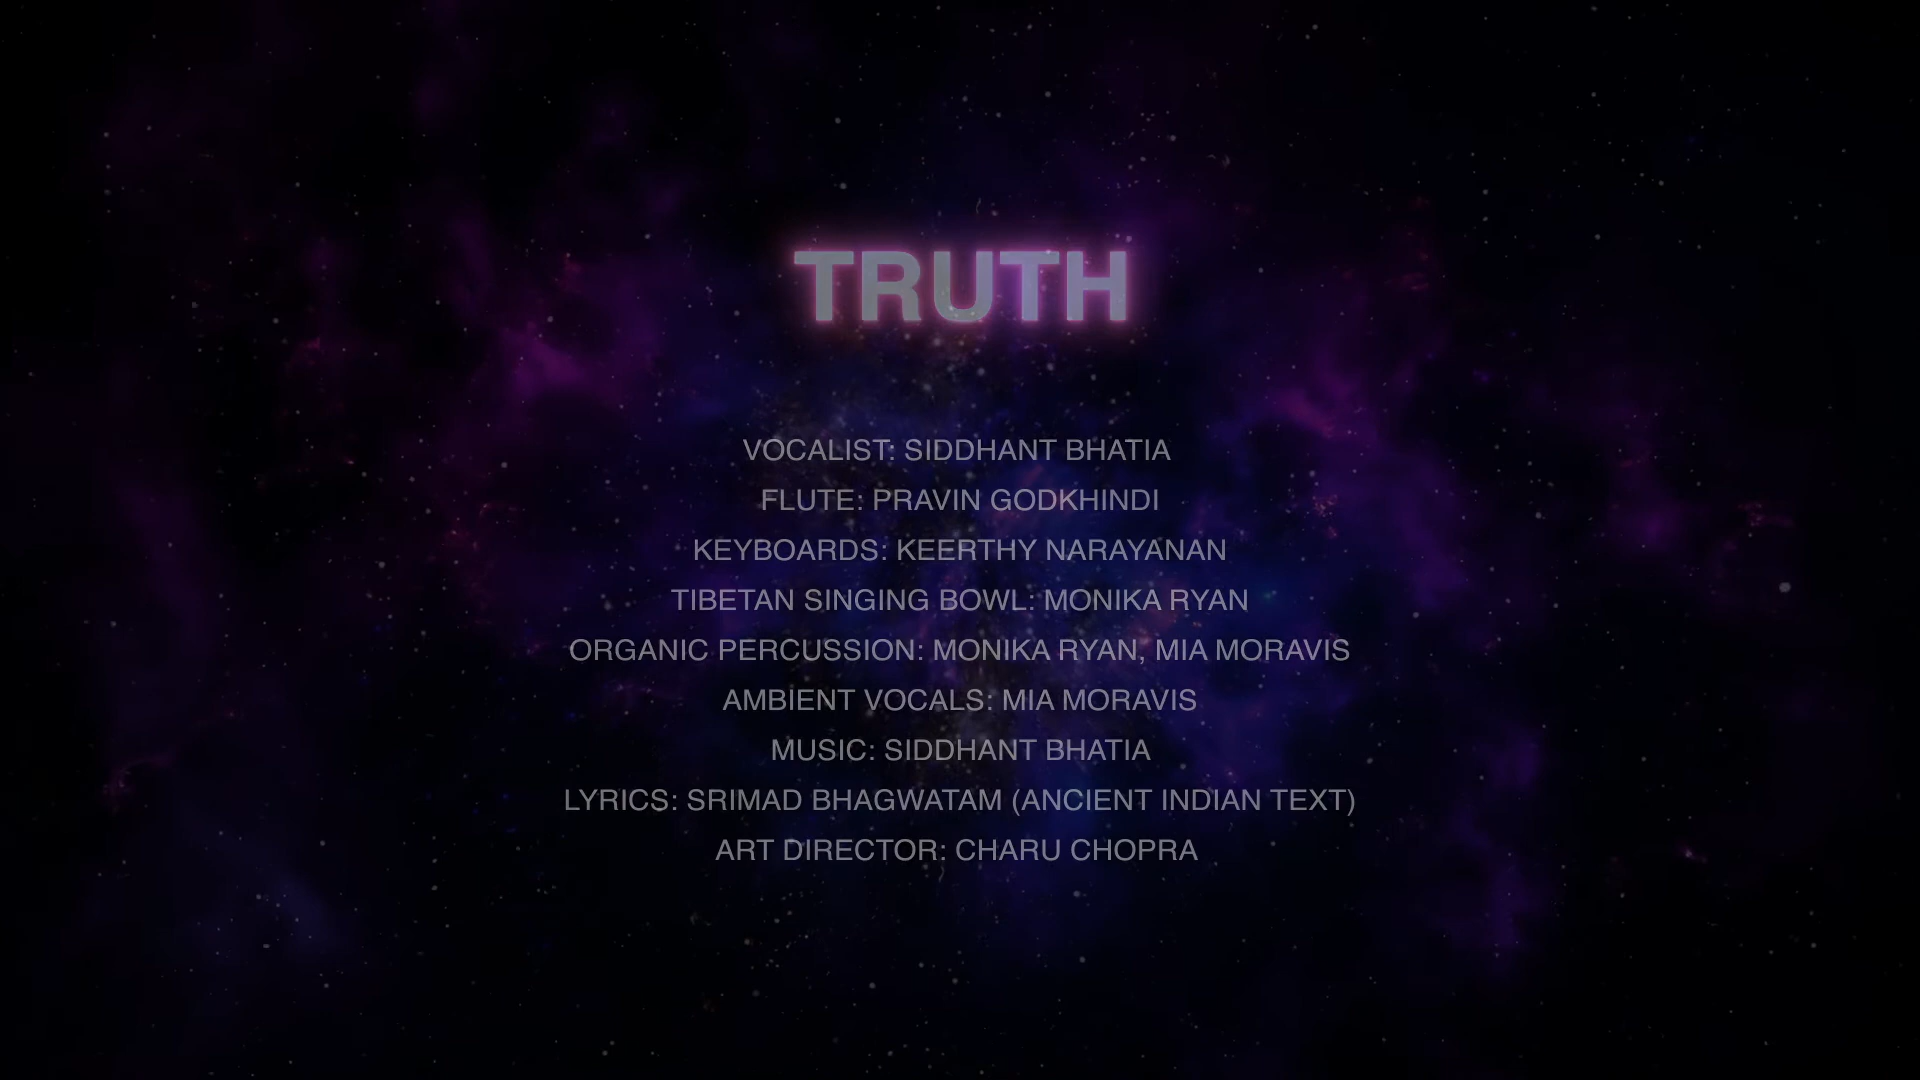 TRUTH
VOCALIST: SIDDHANT BHATIA
FLUTE: PRAVIN GODKHINDI
KEYBOARDS: KEERTHY NARAYANAN
TIBETAN SINGING BOWL: MONIKA RYAN
ORGANIC PERCUSSION: MONIKA RYAN, MIA MORAVIS
AMBIENT VOCALS: MIA MORAVIS
MUSIC: SIDDHANT BHATIA
LYRICS: SRIMAD BHAGWATAM (ANCIENT INDIAN TEXT)
ART DIRECTOR: CHARU CHOPRA